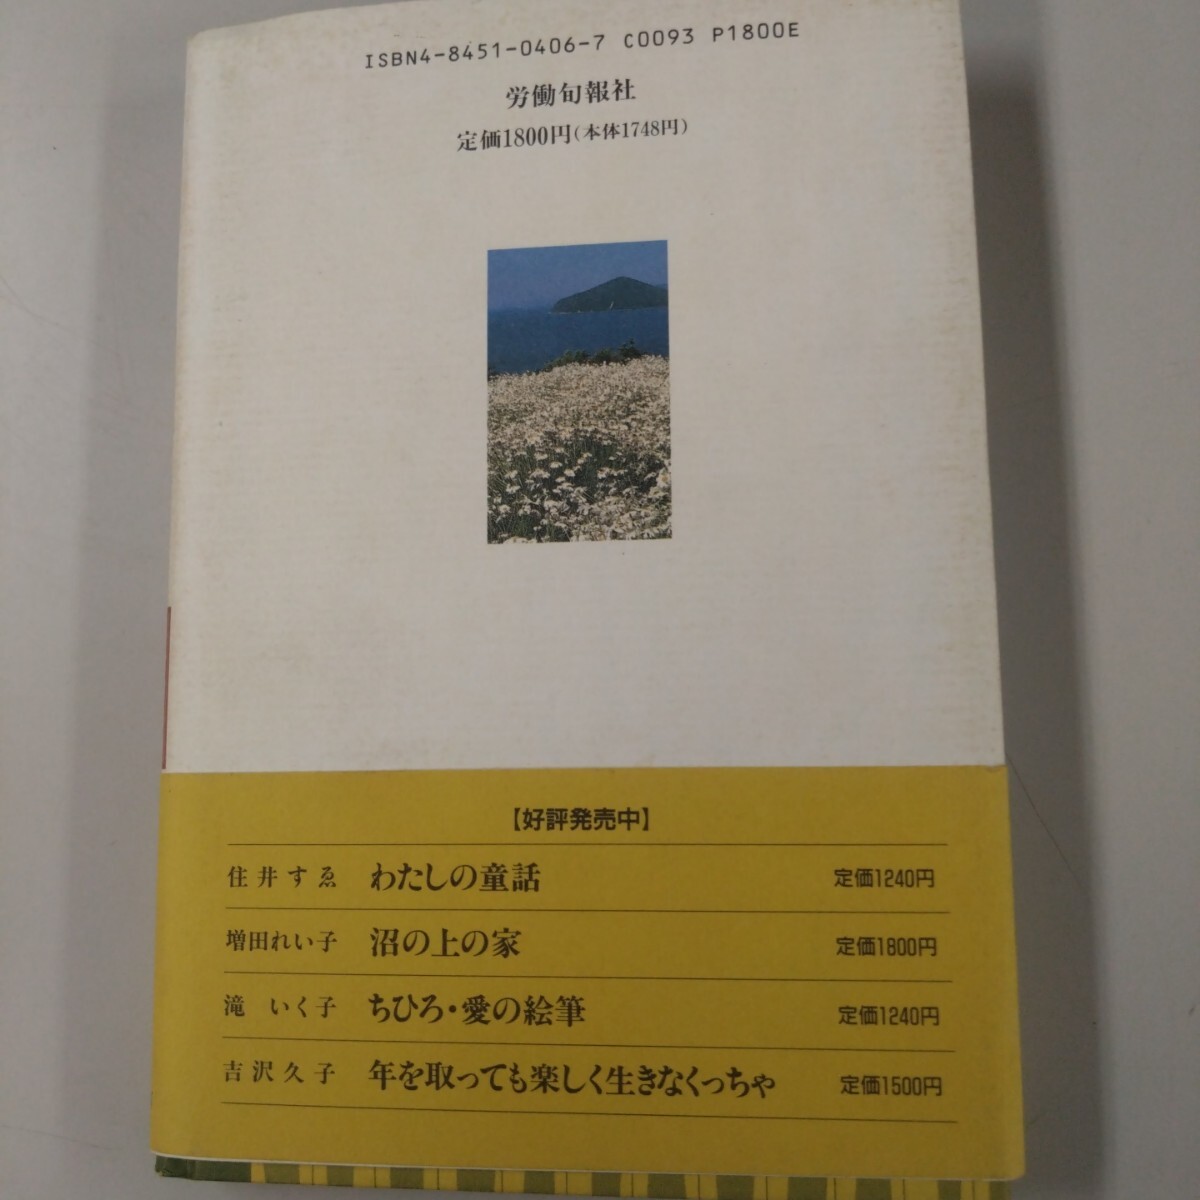 ISBN4-8451-0406-7 C0093 P1800E
労働旬報社
定価1800円(本体1748円)
【好評発売中】
住井すゑ わたしの童話 定価1240円
増田れい子 沼の上の家 定価1800円
滝 いく子 ちひろ・愛の絵筆 定価1240円
吉沢久子 年を取っても楽しく生きなくっちゃ 定価1500円